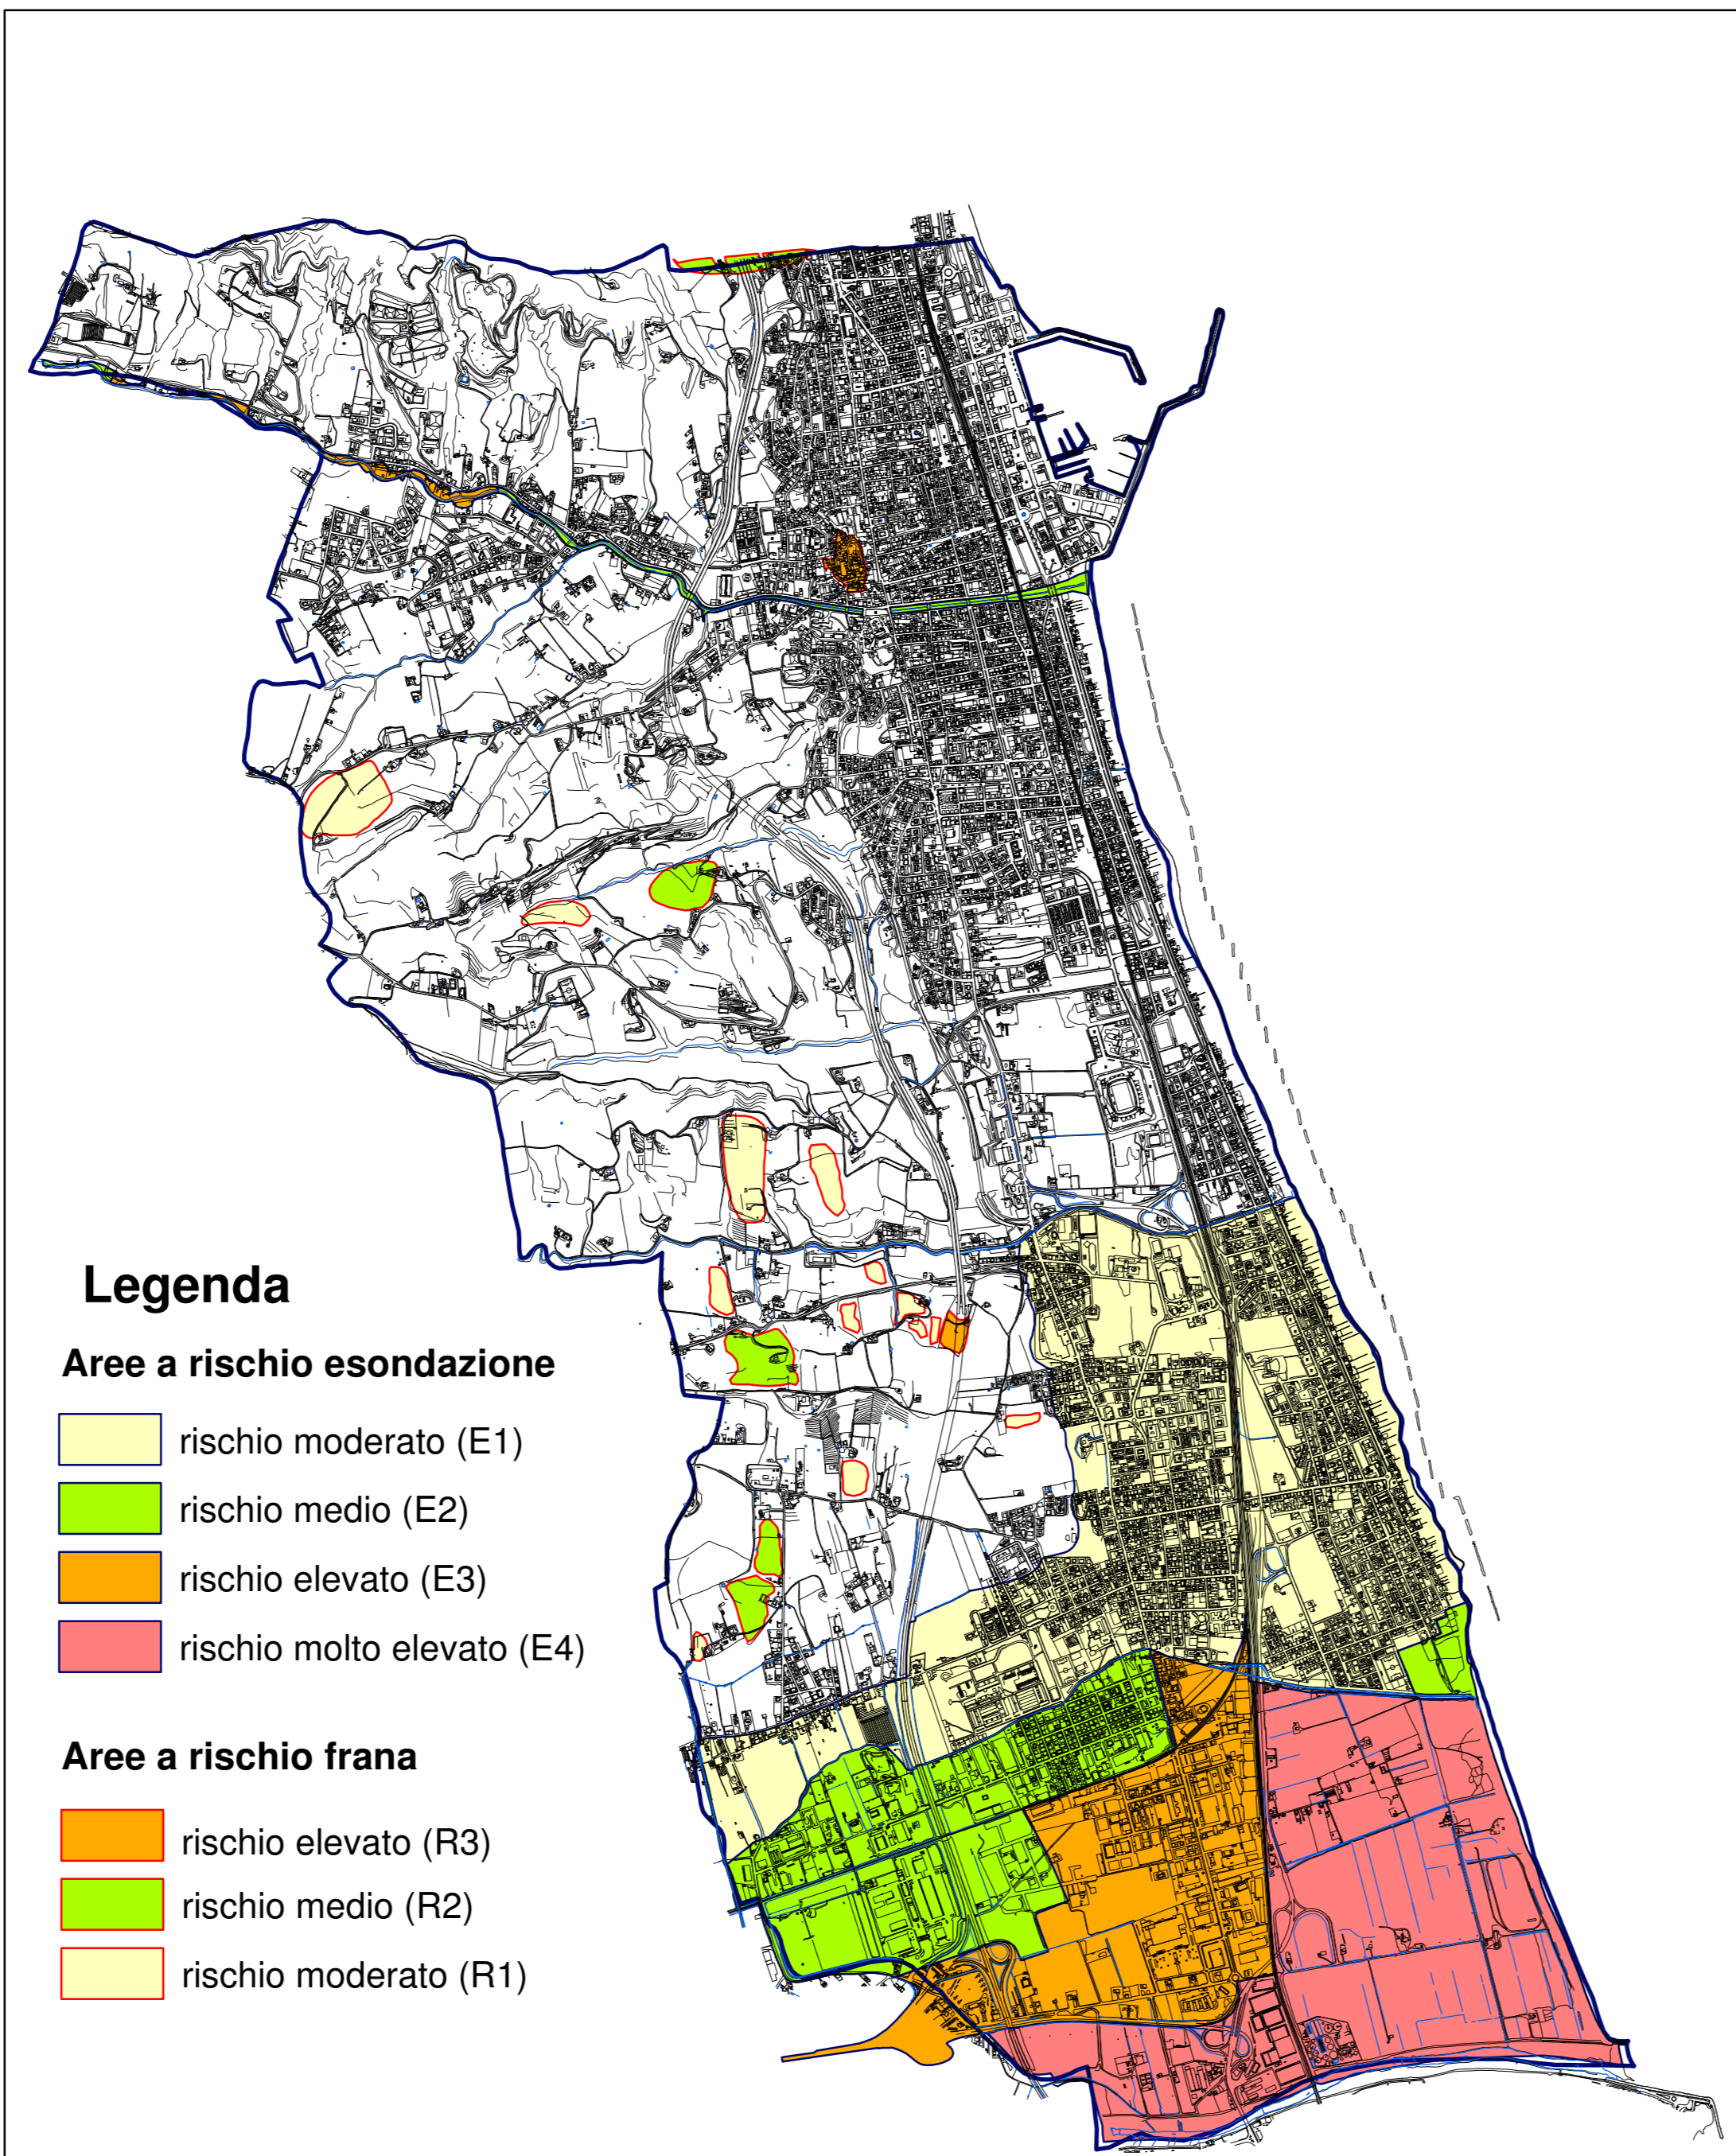 Legenda
Aree a rischio esondazione
rischio moderato (E1)
rischio medio (E2)
rischio elevato (E3)
rischio molto elevato (E4)
Aree a rischio frana
rischio elevato (R3)
rischio medio (R2)
rischio moderato (R1)